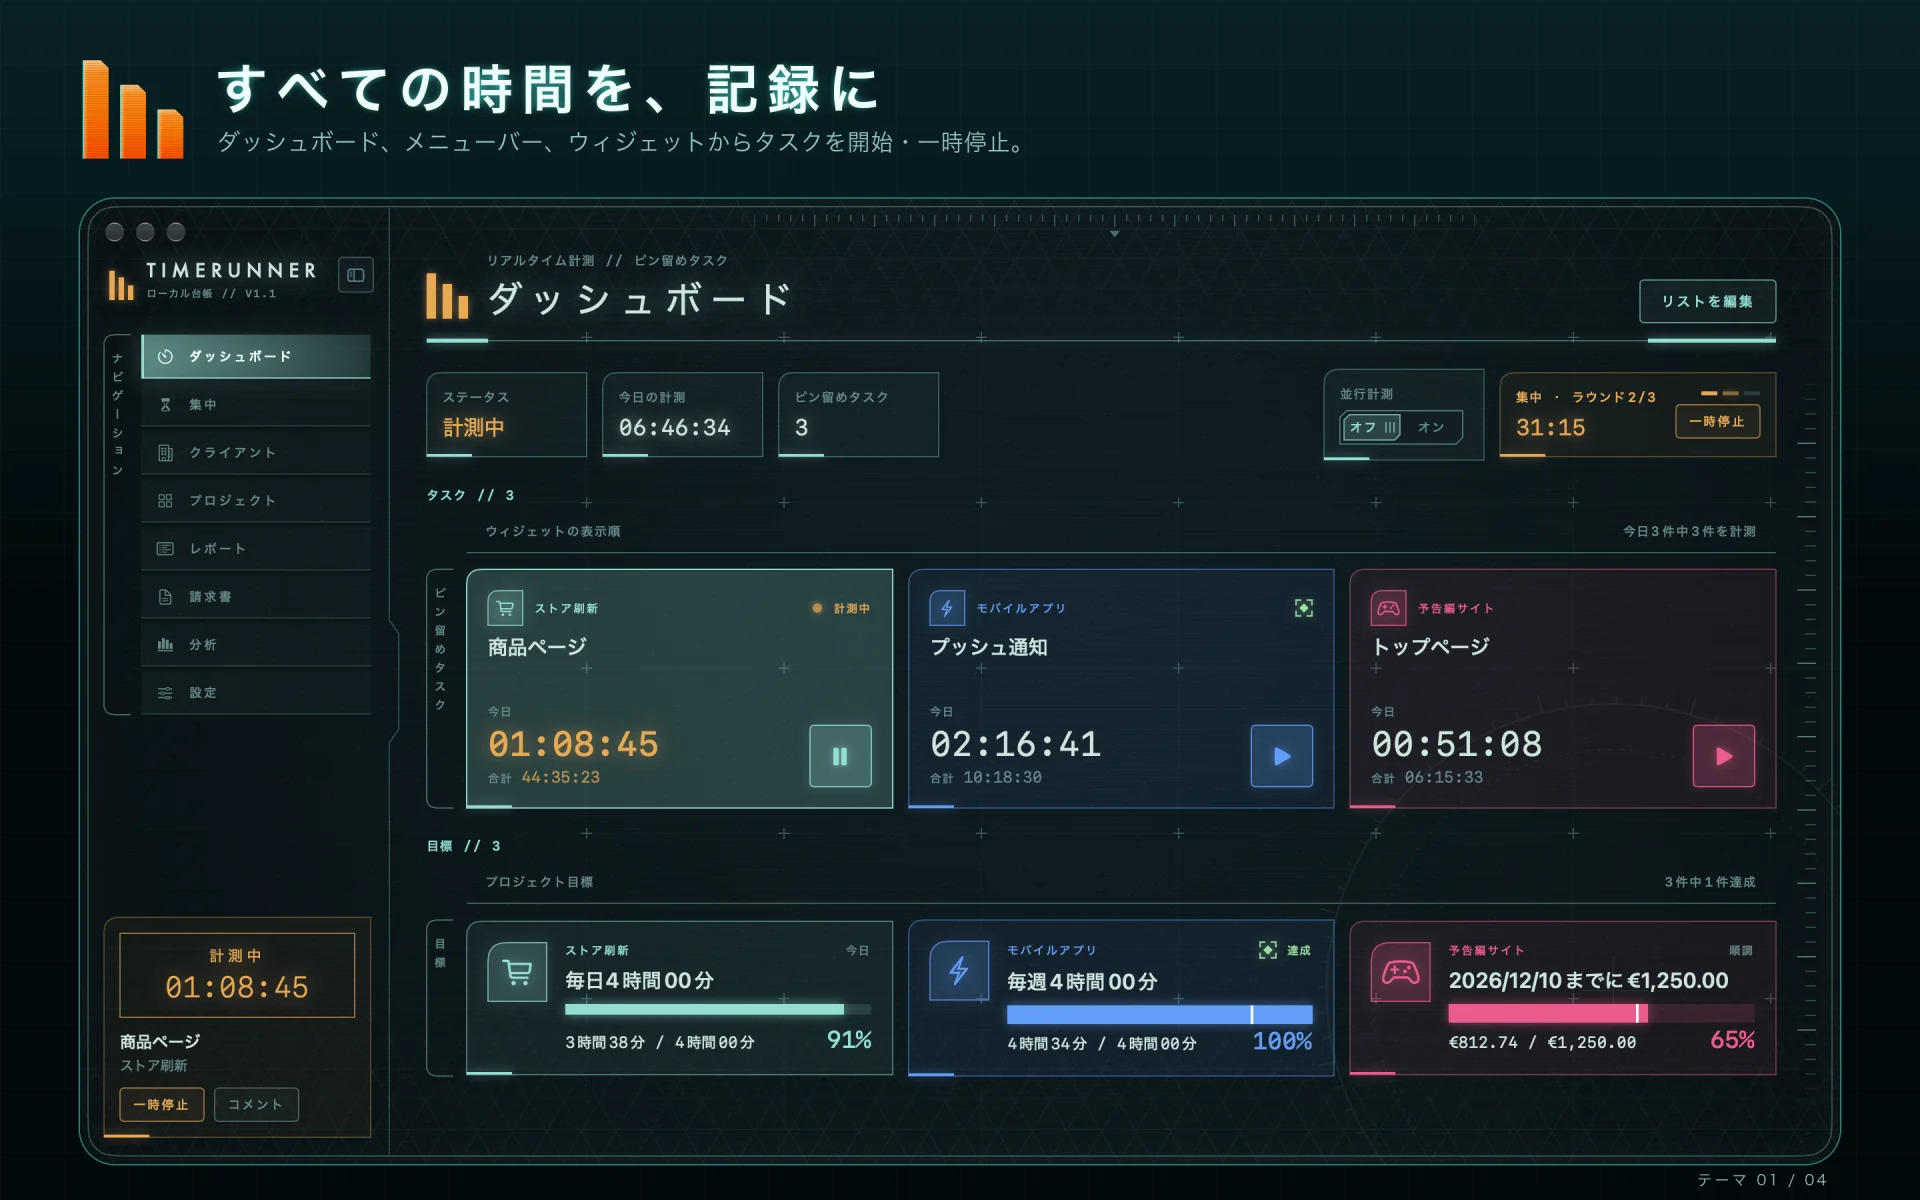 すべての時間を、記録に
ダッシュボード、メニューバー、ウィジェットからタスクを開始・一時停止。
TIMERUNNER
ローカル台帳 // V1.1
ナビゲーション
ダッシュボード
集中
クライアント
プロジェクト
レポート
請求書
分析
設定
計測中
01:08:45
商品ページ
ストア刷新
一時停止
コメント
リアルタイム計測 // ピン留めタスク
ダッシュボード
リストを編集
ステータス
計測中
今日の計測
06:46:34
ピン留めタスク
3
並行計測
オフ
オン
集中 ・ ラウンド2/3
31:15
一時停止
タスク // 3
ウィジェットの表示順
今日3件中3件を計測
ピン留めタスク
ストア刷新
計測中
商品ページ
今日
01:08:45
合計 44:35:23
モバイルアプリ
プッシュ通知
今日
02:16:41
合計 10:18:30
予告編サイト
トップページ
今日
00:51:08
合計 06:15:33
目標 // 3
プロジェクト目標
3件中1件達成
目標
ストア刷新
今日
毎日4時間00分
3時間38分 / 4時間00分
91%
モバイルアプリ
達成
毎週4時間00分
4時間34分 / 4時間00分
100%
予告編サイト
順調
2026/12/10までに€1,250.00
€812.74 / €1,250.00
65%
テーマ 01 / 04